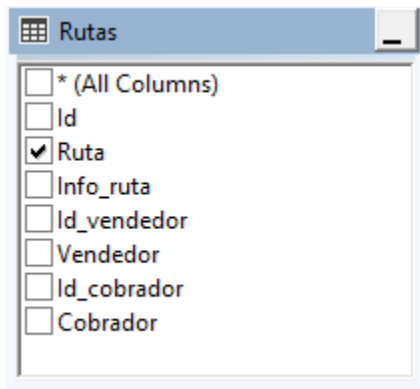 Rutas
* (All Columns)
Id
Ruta
Info_ruta
Id_vendedor
Vendedor
Id_cobrador
Cobrador